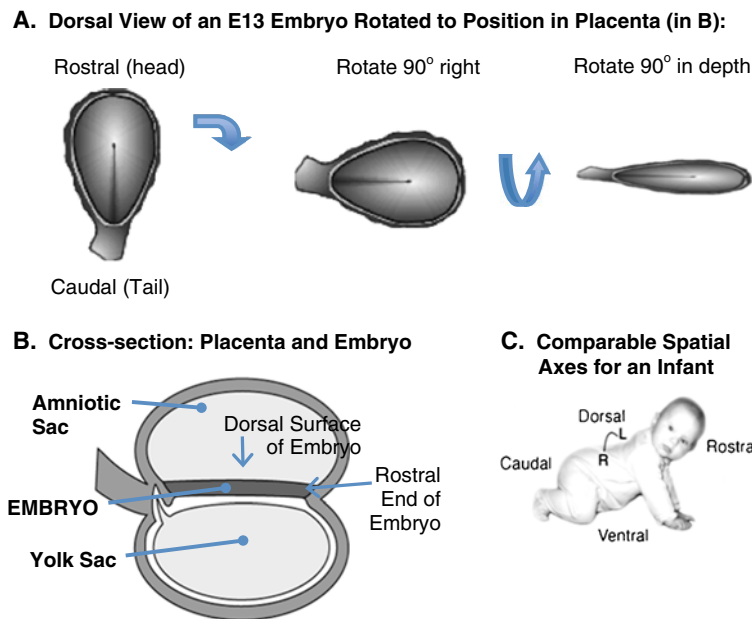 A. Dorsal View of an E13 Embryo Rotated to Position in Placenta (in B):
Rostral (head)
Rotate 90° right
Rotate 90° in depth
Caudal (Tail)
B. Cross-section: Placenta and Embryo
Amniotic
Sac
Dorsal Surface
of Embryo
EMBRYO
Rostral
End of
Embryo
Yolk Sac
C. Comparable Spatial
Axes for an Infant
Dorsal
L
R
Rostra
Caudal
Ventral